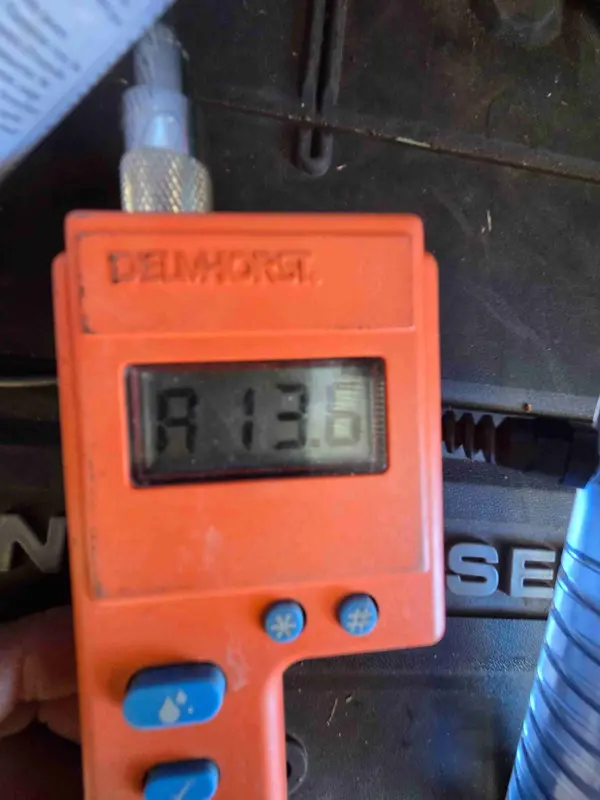 DELMHORST
A 13.6
* #
N SE